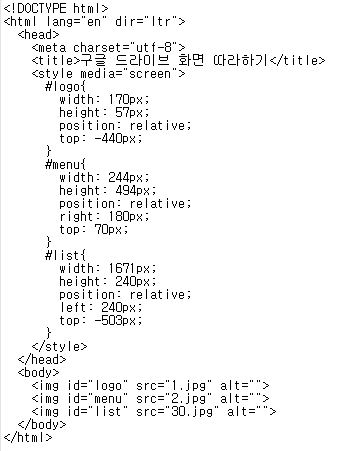 <!DOCTYPE html>
<html lang="en" dir="ltr">
  <head>
    <meta charset="utf-8">
    <title>구글 드라이브 화면 따라하기</title>
    <style media="screen">
      #logo{
        width: 170px;
        height: 57px;
        position: relative;
        top: -440px;
      }
      #menu{
        width: 244px;
        height: 494px;
        position: relative;
        right: 180px;
        top: 70px;
      }
      #list{
        width: 1671px;
        height: 240px;
        position: relative;
        left: 240px;
        top: -503px;
      }
    </style>
  </head>
  <body>
    <img id="logo" src="1.jpg" alt="">
    <img id="menu" src="2.jpg" alt="">
    <img id="list" src="30.jpg" alt="">
  </body>
</html>